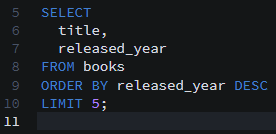 5 SELECT
6   title,
7   released_year
8 FROM books
9 ORDER BY released_year DESC
10 LIMIT 5;
11